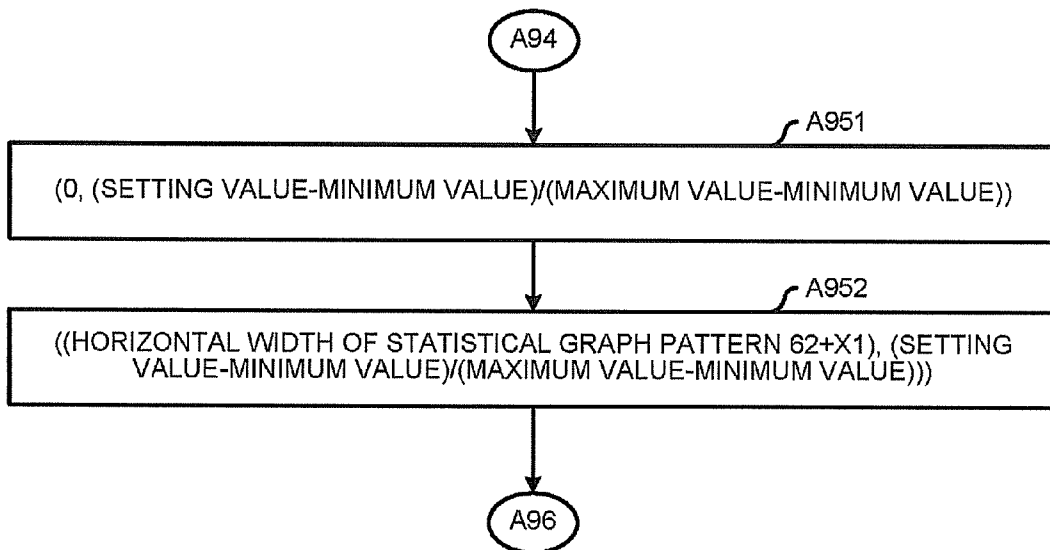 A94
A951
(0, (SETTING VALUE-MINIMUM VALUE)/(MAXIMUM VALUE-MINIMUM VALUE))
A952
((HORIZONTAL WIDTH OF STATISTICAL GRAPH PATTERN 62+X1), (SETTING
VALUE-MINIMUM VALUE)/(MAXIMUM VALUE-MINIMUM VALUE)))
A96